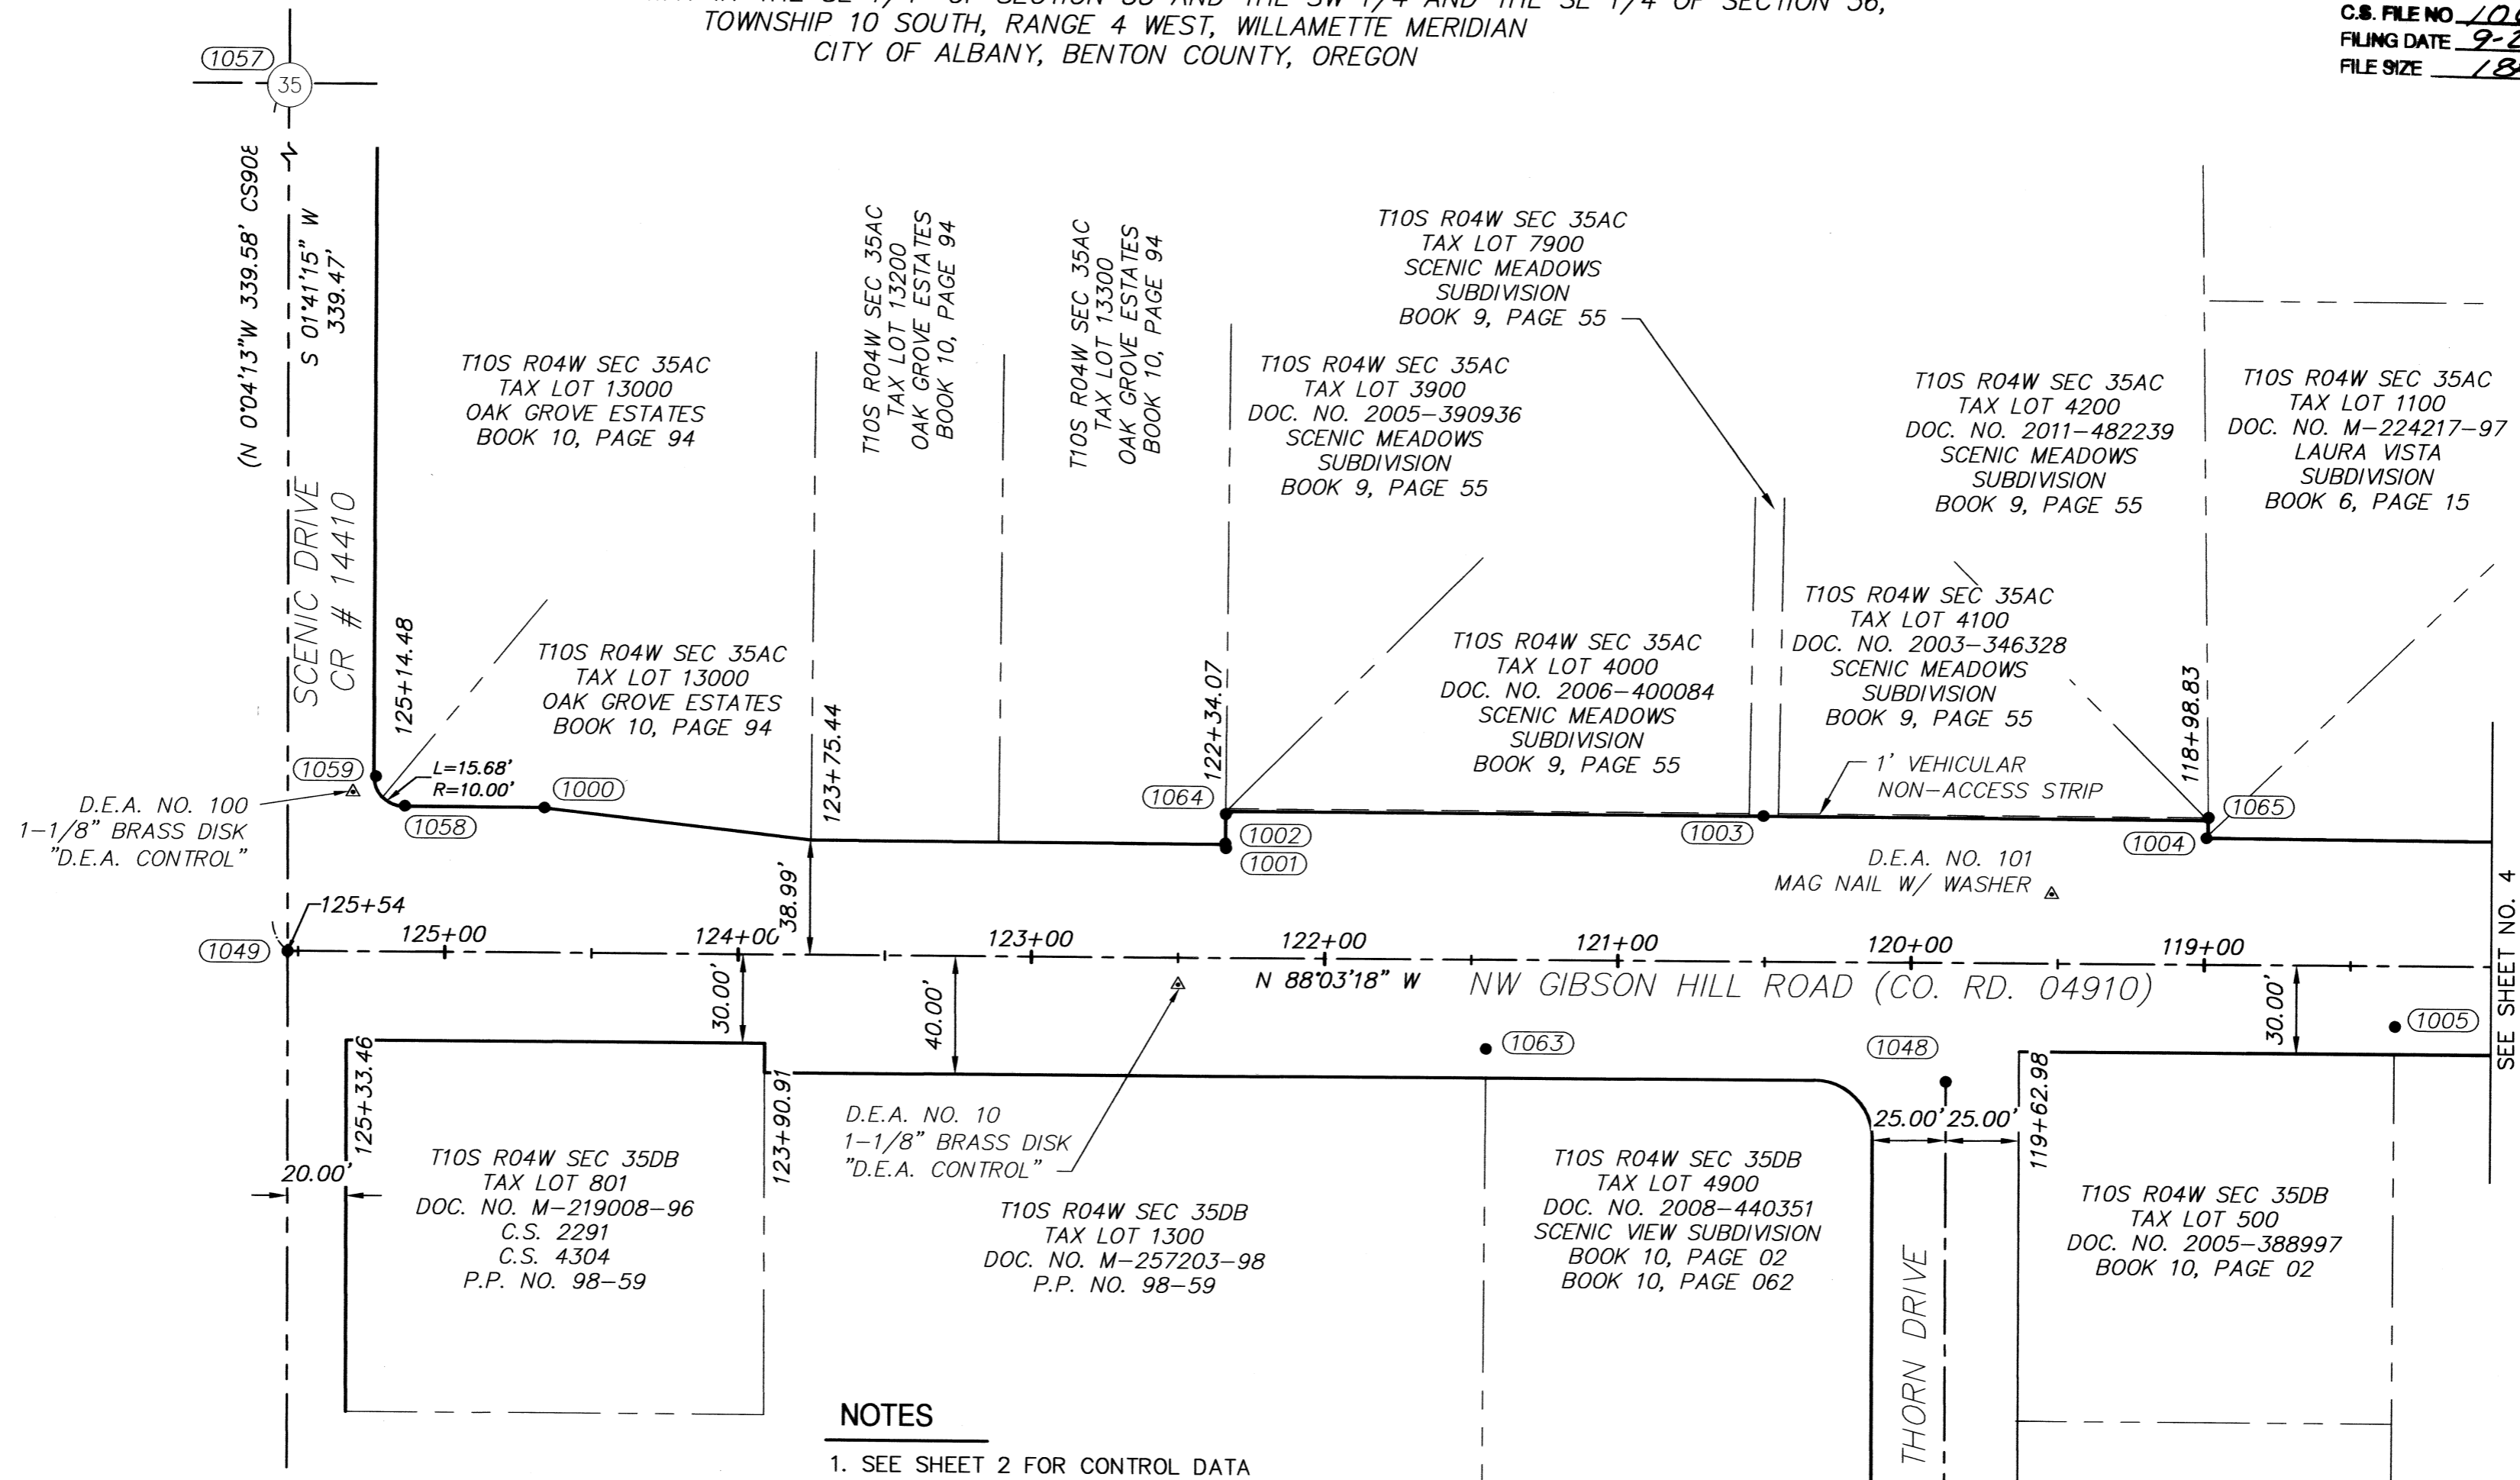 TOWNSHIP 10 SOUTH, RANGE 4 WEST, WILLAMETTE MERIDIAN
CITY OF ALBANY, BENTON COUNTY, OREGON
C.S. FILE NO
FILING DATE
FILE SIZE
1057
35
(N 0°04'13"W 339.58'
S 01°41'15" W
339.47'
SCENIC DRIVE
CR # 14410
T10S R04W SEC 35AC
TAX LOT 13000
OAK GROVE ESTATES
BOOK 10, PAGE 94
T10S R04W SEC 35AC
TAX LOT 13200
OAK GROVE ESTATES
BOOK 10, PAGE 94
T10S R04W SEC 35AC
TAX LOT 13300
OAK GROVE ESTATES
BOOK 10, PAGE 94
T10S R04W SEC 35AC
TAX LOT 7900
SCENIC MEADOWS
SUBDIVISION
BOOK 9, PAGE 55
T10S R04W SEC 35AC
TAX LOT 3900
DOC. NO. 2005-390936
SCENIC MEADOWS
SUBDIVISION
BOOK 9, PAGE 55
T10S R04W SEC 35AC
TAX LOT 4200
DOC. NO. 2011-482239
SCENIC MEADOWS
SUBDIVISION
BOOK 9, PAGE 55
T10S R04W SEC 35AC
TAX LOT 1100
DOC. NO. M-224217-97
LAURA VISTA
SUBDIVISION
BOOK 6, PAGE 15
125+14.48
T10S R04W SEC 35AC
TAX LOT 13000
OAK GROVE ESTATES
BOOK 10, PAGE 94
123+75.44
122+34.07
T10S R04W SEC 35AC
TAX LOT 4000
DOC. NO. 2006-400084
SCENIC MEADOWS
SUBDIVISION
BOOK 9, PAGE 55
T10S R04W SEC 35AC
TAX LOT 4100
DOC. NO. 2003-346328
SCENIC MEADOWS
SUBDIVISION
BOOK 9, PAGE 55
1' VEHICULAR
NON-ACCESS STRIP
118+98.83
1059
L=15.68'
R=10.00'
1000
1058
D.E.A. NO. 100
1-1/8" BRASS DISK
"D.E.A. CONTROL"
1064
1002
1001
1003
1065
1004
D.E.A. NO. 101
MAG NAIL W/ WASHER
SEE SHEET NO. 4
38.99'
125+54
1049
125+00
124+00
123+00
122+00
121+00
120+00
119+00
N 88°03'18" W
NW GIBSON HILL ROAD (CO. RD. 04910)
30.00'
40.00'
30.00'
1063
1048
1005
125+33.46
20.00'
123+90.91
D.E.A. NO. 10
1-1/8" BRASS DISK
"D.E.A. CONTROL"
25.00' 25.00'
119+62.98
T10S R04W SEC 35DB
TAX LOT 801
DOC. NO. M-219008-96
C.S. 2291
C.S. 4304
P.P. NO. 98-59
T10S R04W SEC 35DB
TAX LOT 1300
DOC. NO. M-257203-98
P.P. NO. 98-59
T10S R04W SEC 35DB
TAX LOT 4900
DOC. NO. 2008-440351
SCENIC VIEW SUBDIVISION
BOOK 10, PAGE 02
BOOK 10, PAGE 062
THORN DRIVE
T10S R04W SEC 35DB
TAX LOT 500
DOC. NO. 2005-388997
BOOK 10, PAGE 02
NOTES
1. SEE SHEET 2 FOR CONTROL DATA